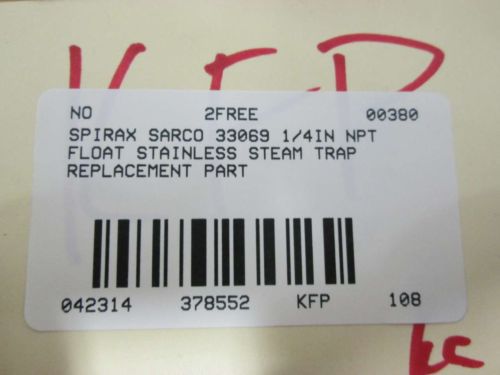 KFP
NO 2FREE 00380
SPIRAX SARCO 33069 1/4IN NPT
FLOAT STAINLESS STEAM TRAP
REPLACEMENT PART
042314 378552 KFP 108